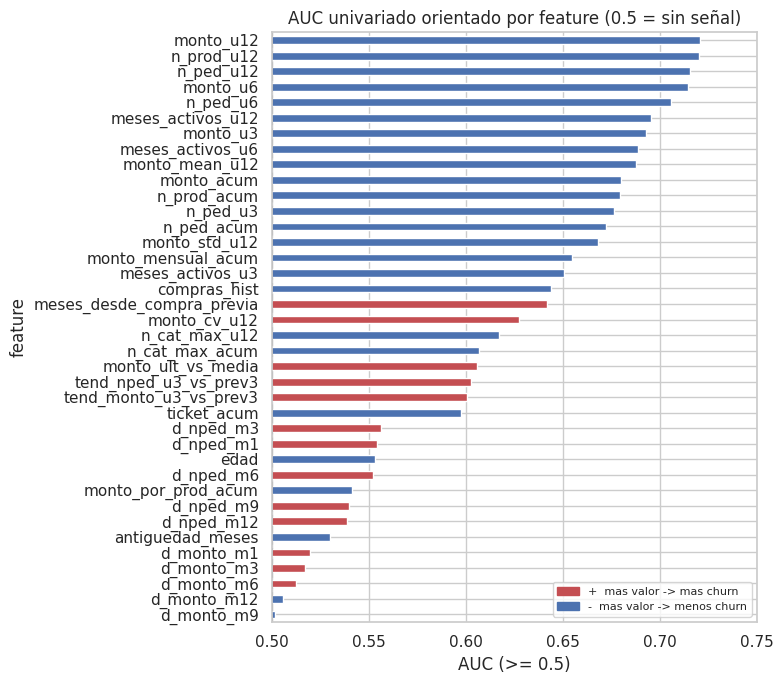 AUC univariado orientado por feature (0.5 = sin señal)
monto_u12
n_prod_u12
n_ped_u12
monto_u6
n_ped_u6
meses_activos_u12
monto_u3
meses_activos_u6
monto_mean_u12
monto_acum
n_prod_acum
n_ped_u3
n_ped_acum
monto_std_u12
monto_mensual_acum
meses_activos_u3
compras_hist
meses_desde_compra_previa
monto_cv_u12
n_cat_max_u12
n_cat_max_acum
monto_ult_vs_media
tend_nped_u3_vs_prev3
tend_monto_u3_vs_prev3
ticket_acum
d_nped_m3
d_nped_m1
edad
d_nped_m6
monto_por_prod_acum
d_nped_m9
d_nped_m12
antiguedad_meses
d_monto_m1
d_monto_m3
d_monto_m6
d_monto_m12
d_monto_m9
feature
+ mas valor -> mas churn
- mas valor -> menos churn
0.50 0.55 0.60 0.65 0.70 0.75
AUC (>= 0.5)